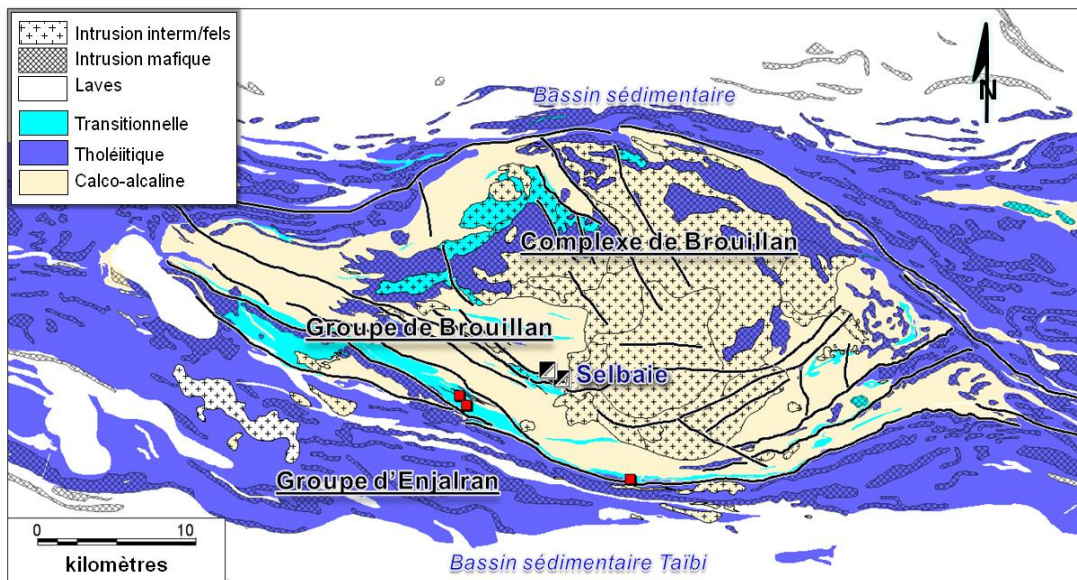 Intrusion interm/fels
Intrusion mafique
Laves
Transitionnelle
Tholéiitique
Calco-alcaline
N
Bassin sédimentaire
Complexe de Brouillan
Groupe de Brouillan
Selbaie
Groupe d'Enjalran
0 10
kilomètres
Bassin sédimentaire Taïbi